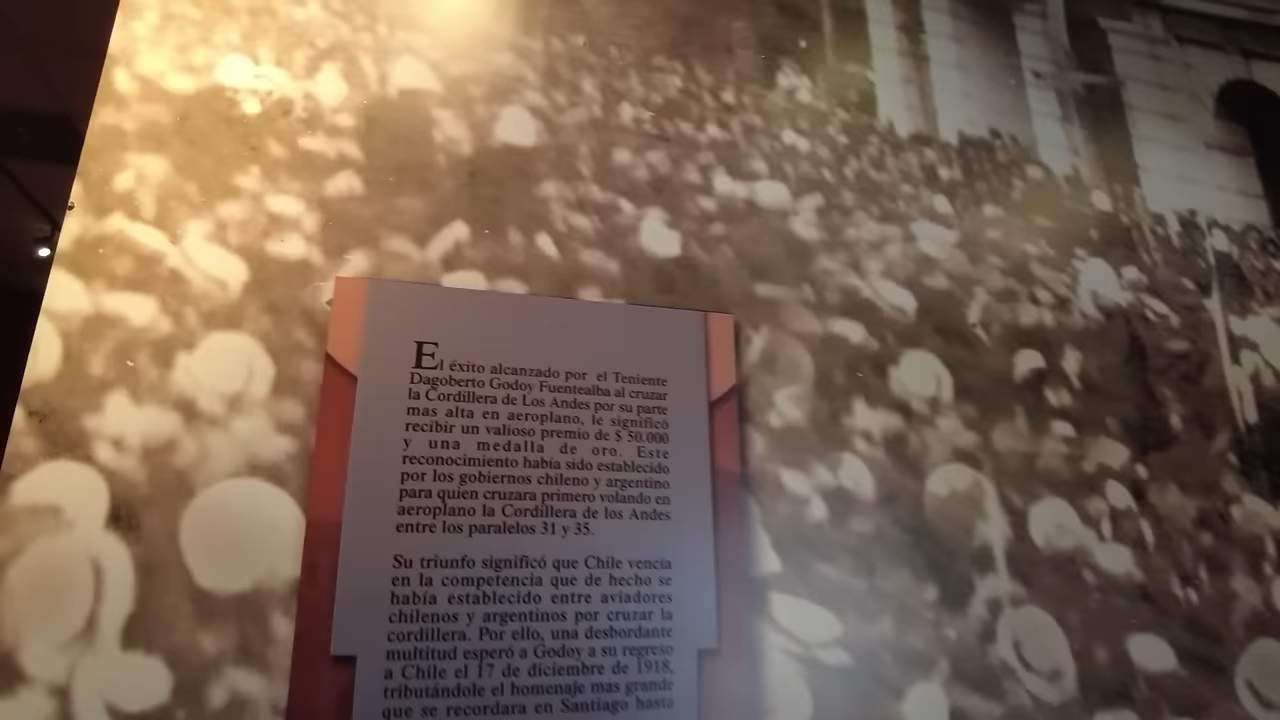 El éxito alcanzado por el Teniente
Dagoberto Godoy Fuentealba al cruzar
la Cordillera de Los Andes por su parte
mas alta en aeroplano, le significó
recibir un valioso premio de $ 50.000
y una medalla de oro. Este
reconocimiento había sido establecido
por los gobiernos chileno y argentino
para quien cruzara primero volando en
aeroplano la Cordillera de los Andes
entre los paralelos 31 y 35.
Su triunfo significó que Chile vencía
en la competencia que de hecho se
había establecido entre aviadores
chilenos y argentinos por cruzar la
cordillera. Por ello, una desbordante
multitud esperó a Godoy a su regreso
a Chile el 17 de diciembre de 1918,
tributándole el homenaje mas grande
que se recordara en Santiago hasta